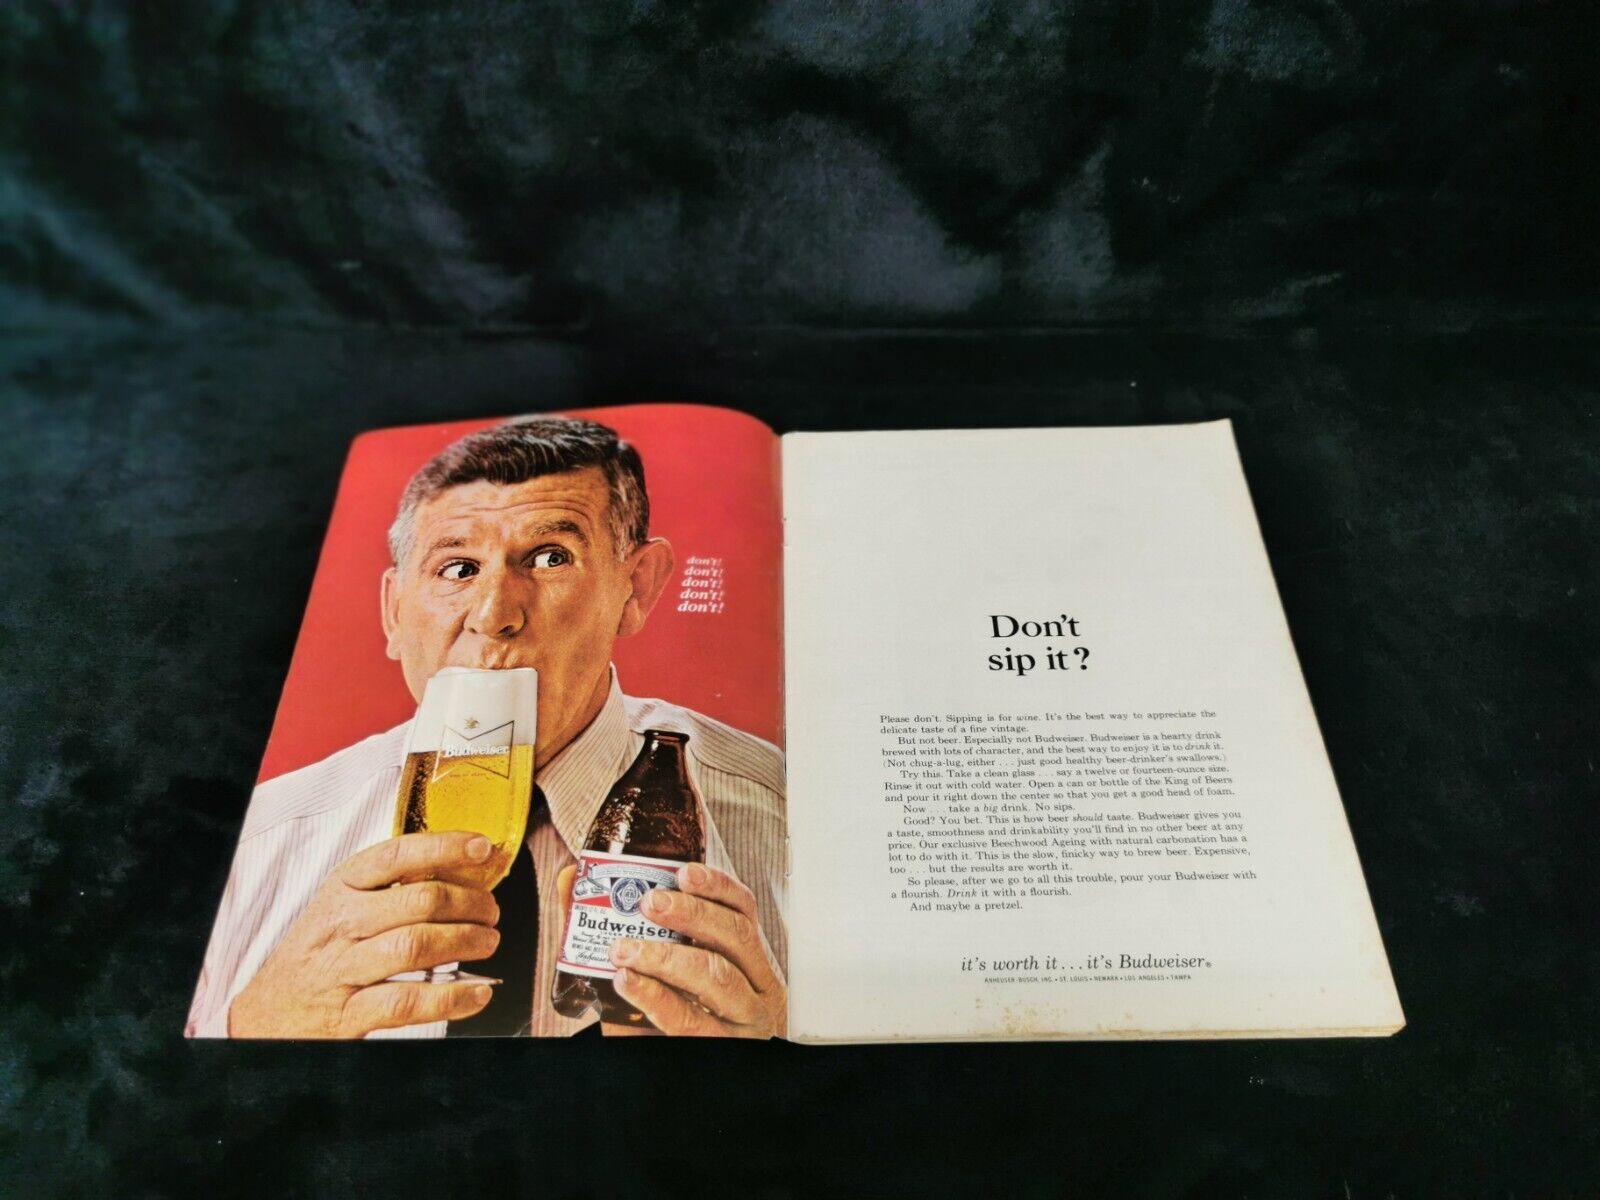 don't!
don't!
don't!
don't!
don't!
Budweiser
Budweiser
LAGER BEER
Don't
sip it?
Please don't. Sipping is for wine. It's the best way to appreciate the
delicate taste of a fine vintage.
But not beer. Especially not Budweiser. Budweiser is a hearty drink
brewed with lots of character, and the best way to enjoy it is to drink it.
(Not chug-a-lug, either . . . just good healthy beer-drinker's swallows.)
Try this. Take a clean glass . . . say a twelve or fourteen-ounce size.
Rinse it out with cold water. Open a can or bottle of the King of Beers
and pour it right down the center so that you get a good head of foam.
Now . . . take a big drink. No sips.
Good? You bet. This is how beer should taste. Budweiser gives you
a taste, smoothness and drinkability you'll find in no other beer at any
price. Our exclusive Beechwood Ageing with natural carbonation has a
lot to do with it. This is the slow, finicky way to brew beer. Expensive,
too . . . but the results are worth it.
So please, after we go to all this trouble, pour your Budweiser with
a flourish. Drink it with a flourish.
And maybe a pretzel.
it's worth it . . . it's Budweiser®
ANHEUSER-BUSCH, INC. • ST. LOUIS • NEWARK • LOS ANGELES • TAMPA